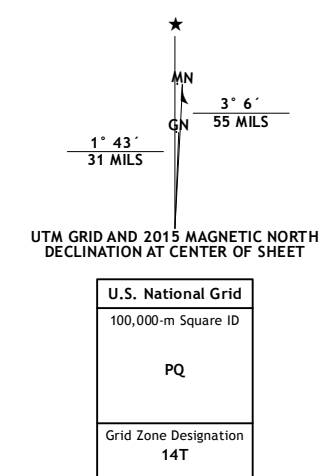 ★
MN
GN
3° 6´
55 MILS
1° 43´
31 MILS
UTM GRID AND 2015 MAGNETIC NORTH
DECLINATION AT CENTER OF SHEET
U.S. National Grid
100,000-m Square ID
PQ
Grid Zone Designation
14T